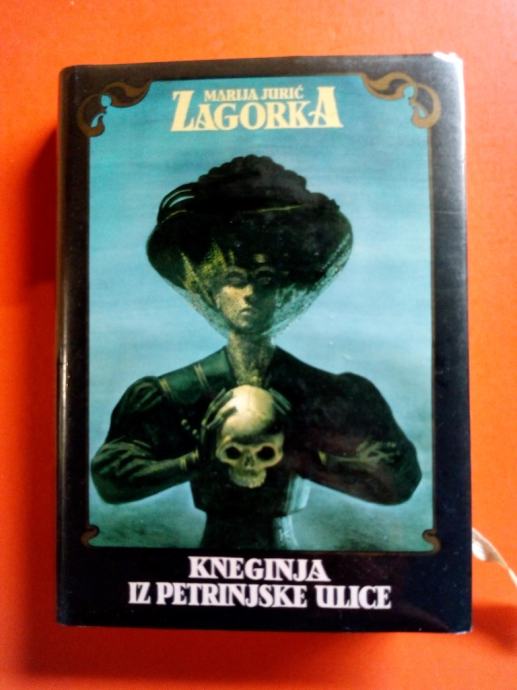 MARIJA JURIĆ
ZAGORKA
KNEGINJA
IZ PETRINJSKE ULICE